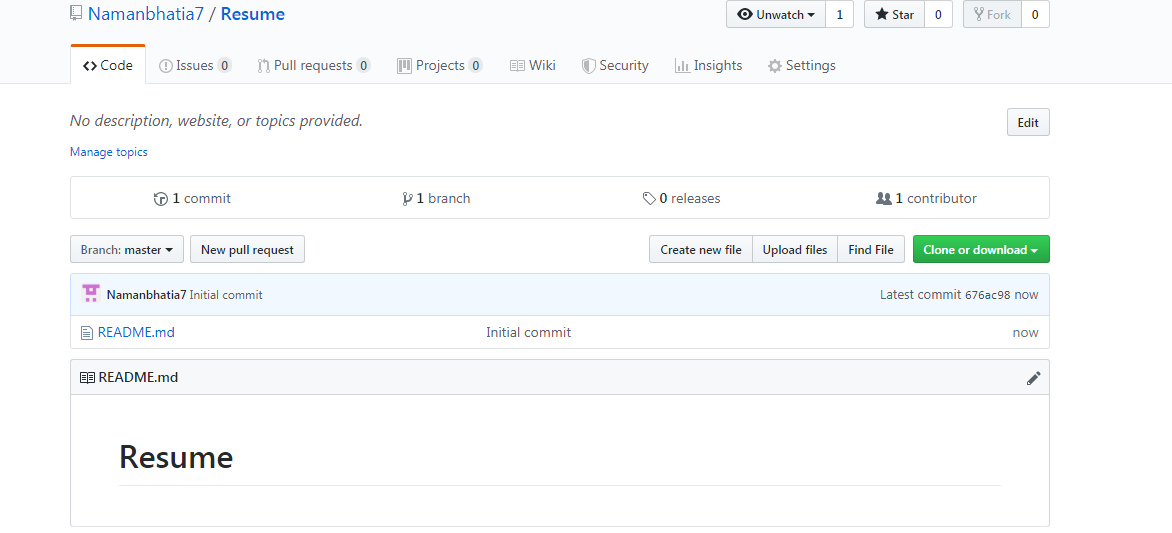 Namanbhatia7 / Resume Unwatch 1 Star 0 Fork 0
Code Issues 0 Pull requests 0 Projects 0 Wiki Security Insights Settings
No description, website, or topics provided. Edit
Manage topics
1 commit 1 branch 0 releases 1 contributor
Branch: master New pull request Create new file Upload files Find File Clone or download
Namanbhatia7 Initial commit Latest commit 676ac98 now
README.md Initial commit now
README.md
Resume